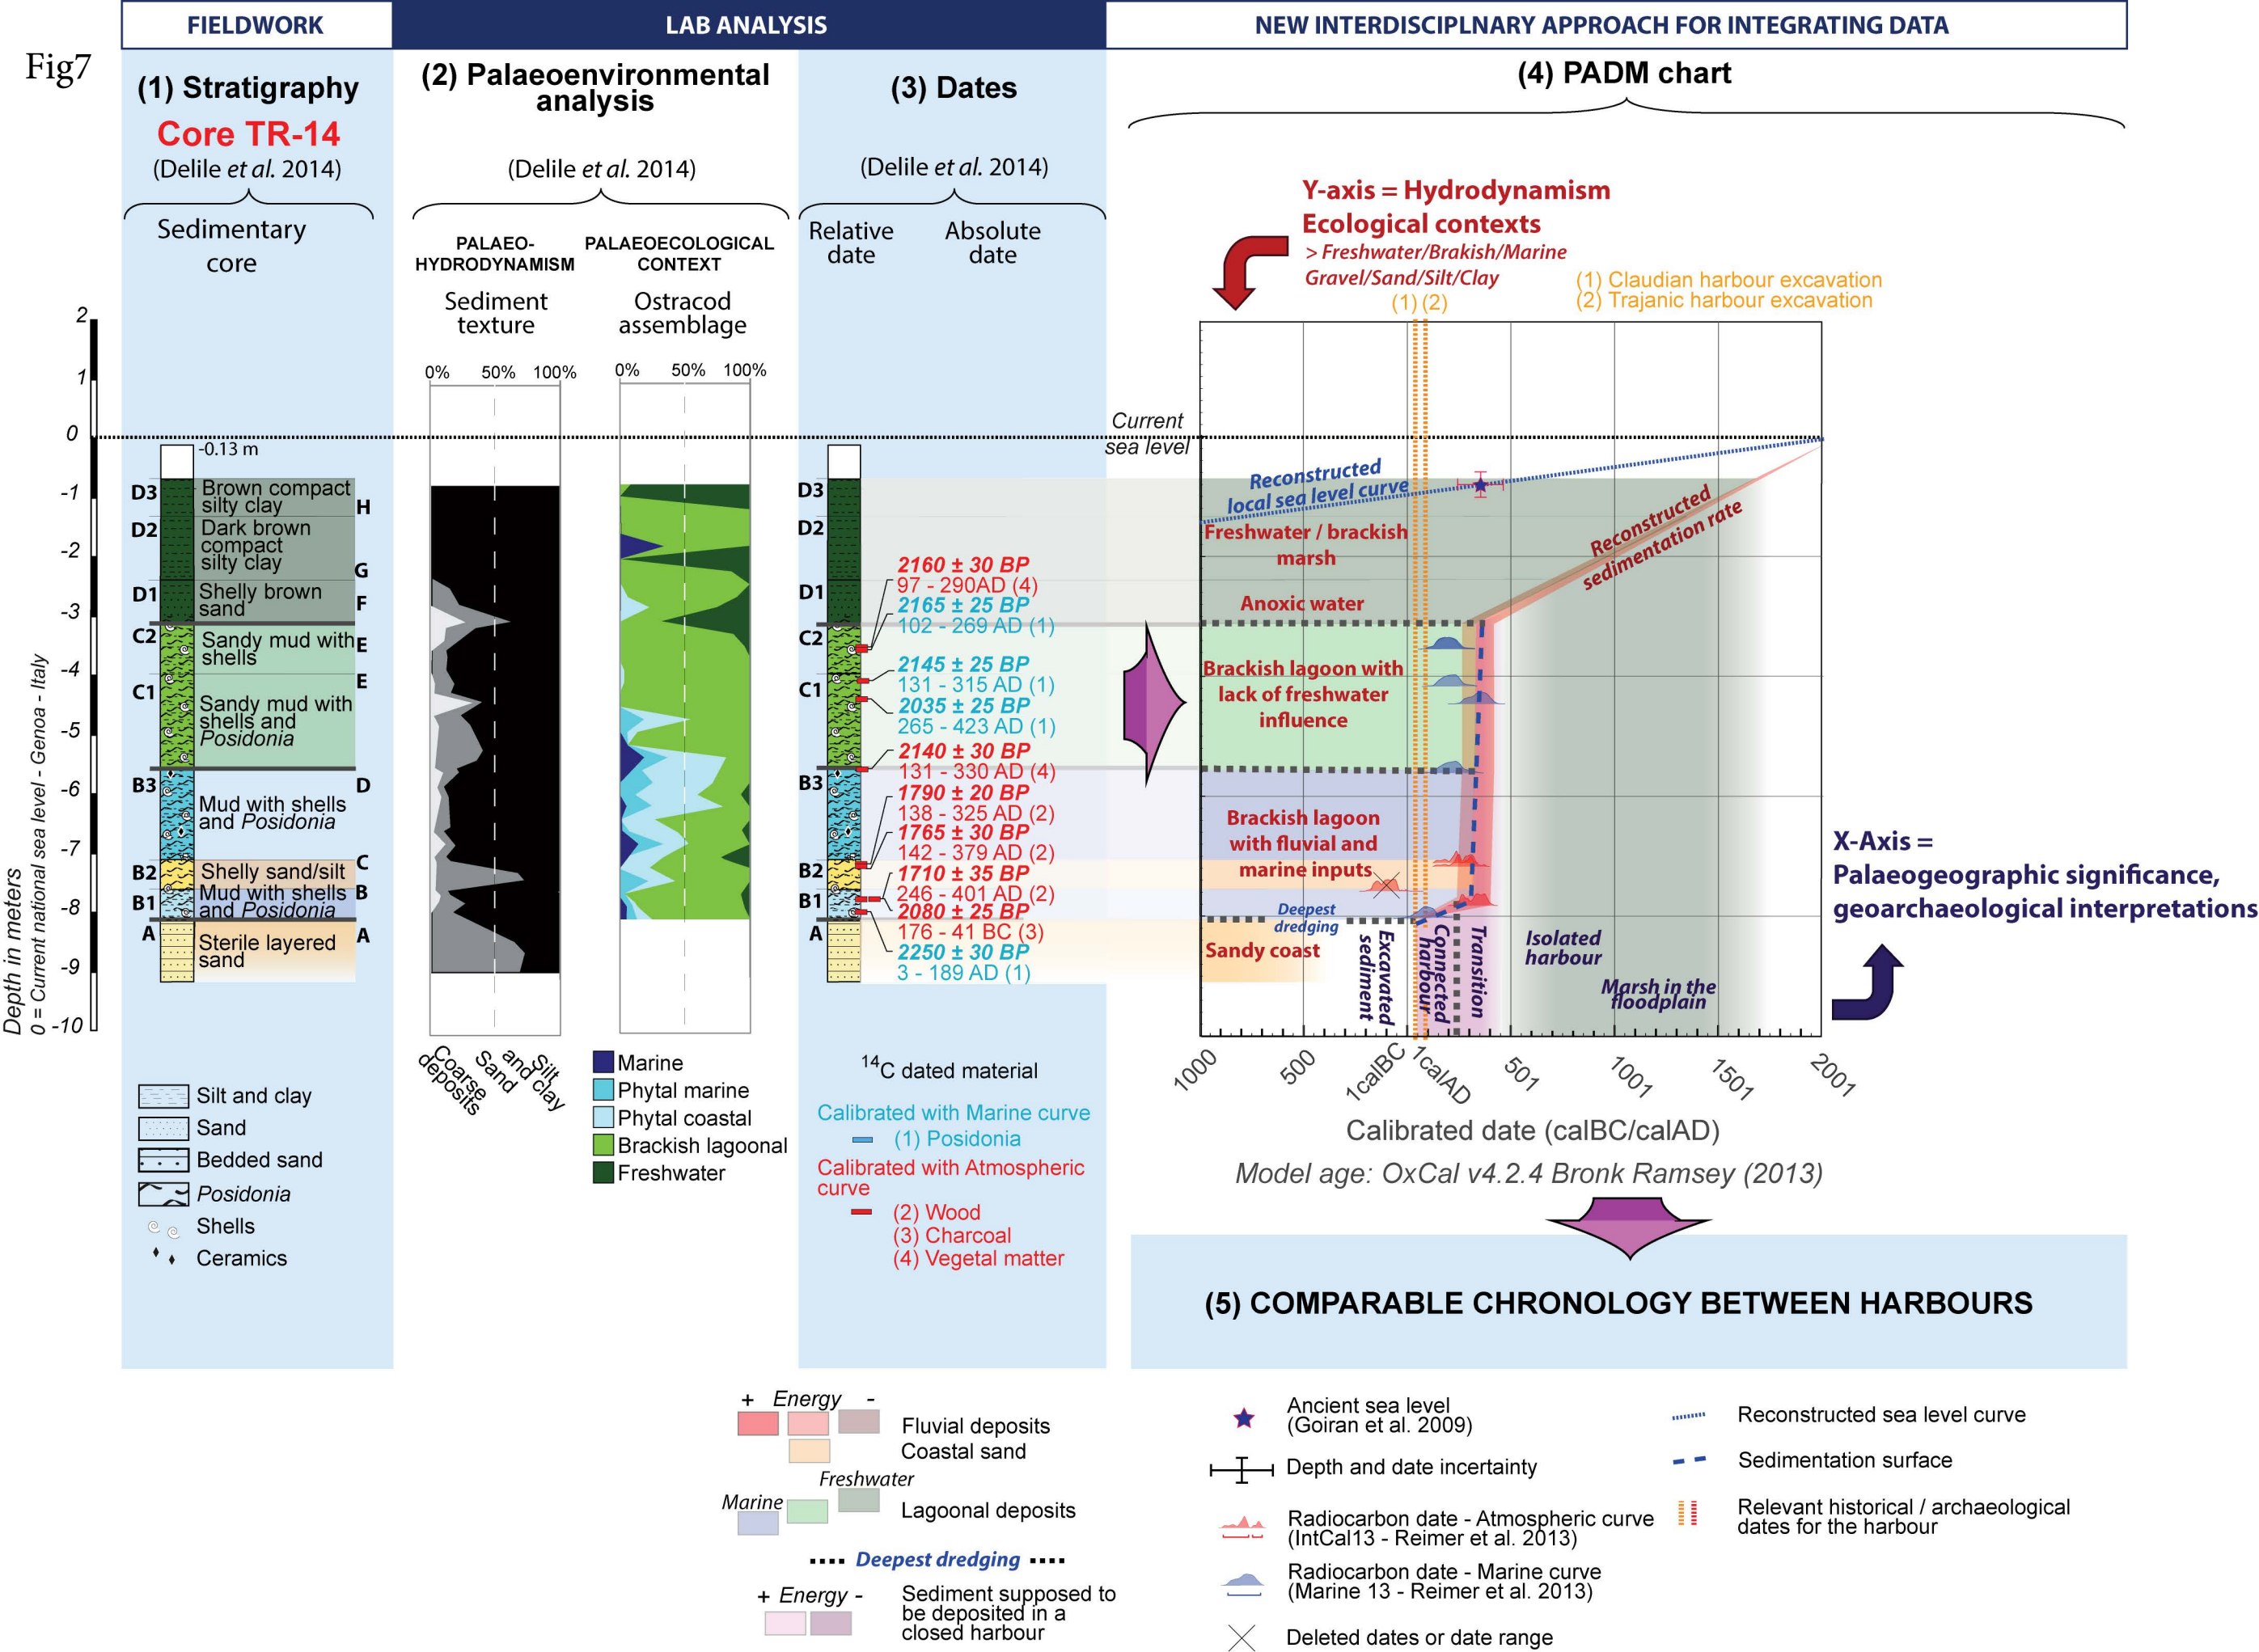 FIELDWORK
LAB ANALYSIS
NEW INTERDISCIPLNARY APPROACH FOR INTEGRATING DATA
Fig7
(1) Stratigraphy
Core TR-14
(Delile et al. 2014)
Sedimentary
core
(2) Palaeoenvironmental
analysis
(Delile et al. 2014)
PALAEO-
HYDRODYNAMISM
Sediment
texture
PALAEOECOLOGICAL
CONTEXT
Ostracod
assemblage
(3) Dates
(Delile et al. 2014)
Relative
date
Absolute
date
(4) PADM chart
Y-axis = Hydrodynamism
Ecological contexts
> Freshwater/Brakish/Marine
Gravel/Sand/Silt/Clay
(1) (2)
(1) Claudian harbour excavation
(2) Trajanic harbour excavation
2
1
0
-1
-2
-3
-4
-5
-6
-7
-8
-9
-10
Depth in meters
0 = Current national sea level - Genoa - Italy
-0.13 m
D3
Brown compact
silty clay
H
D2
Dark brown
compact
silty clay
G
D1
Shelly brown
sand
F
C2
Sandy mud with
shells
E
E
C1
Sandy mud with
shells and
Posidonia
B3
D
Mud with shells
and Posidonia
C
B2
Shelly sand/silt
B1
Mud with shells
and Posidonia
B
A
Sterile layered
sand
A
0% 50% 100%
Coarse
deposits
Sand
Silt
and clay
0% 50% 100%
Marine
Phytal marine
Phytal coastal
Brackish lagoonal
Freshwater
D3
D2
D1
C2
C1
B3
B2
B1
A
2160 ± 30 BP
97 - 290AD (4)
2165 ± 25 BP
102 - 269 AD (1)
2145 ± 25 BP
131 - 315 AD (1)
2035 ± 25 BP
265 - 423 AD (1)
2140 ± 30 BP
131 - 330 AD (4)
1790 ± 20 BP
138 - 325 AD (2)
1765 ± 30 BP
142 - 379 AD (2)
1710 ± 35 BP
246 - 401 AD (2)
2080 ± 25 BP
176 - 41 BC (3)
2250 ± 30 BP
3 - 189 AD (1)
14C dated material
Calibrated with Marine curve
(1) Posidonia
Calibrated with Atmospheric
curve
(2) Wood
(3) Charcoal
(4) Vegetal matter
Current
sea level
Reconstructed
local sea level curve
Freshwater / brackish
marsh
Anoxic water
Reconstructed
sedimentation rate
Brackish lagoon with
lack of freshwater
influence
Brackish lagoon
with fluvial and
marine inputs
Deepest
dredging
Sandy coast
Excavated
sediment
Connected
harbour
Transition
Isolated
harbour
Marsh in the
floodplain
1000
500
1calBC
1calAD
501
1001
1501
2001
Calibrated date (calBC/calAD)
Model age: OxCal v4.2.4 Bronk Ramsey (2013)
X-Axis =
Palaeogeographic significance,
geoarchaeological interpretations
(5) COMPARABLE CHRONOLOGY BETWEEN HARBOURS
Silt and clay
Sand
Bedded sand
Posidonia
Shells
Ceramics
+ Energy -
Fluvial deposits
Coastal sand
Freshwater
Marine
Lagoonal deposits
Deepest dredging
+ Energy -
Sediment supposed to
be deposited in a
closed harbour
Ancient sea level
(Goiran et al. 2009)
Depth and date incertainty
Radiocarbon date - Atmospheric curve
(IntCal13 - Reimer et al. 2013)
Radiocarbon date - Marine curve
(Marine 13 - Reimer et al. 2013)
Deleted dates or date range
Reconstructed sea level curve
Sedimentation surface
Relevant historical / archaeological
dates for the harbour